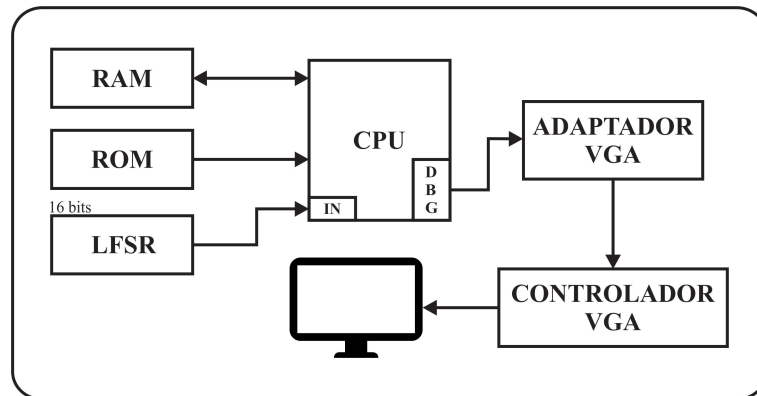 RAM
ROM
16 bits
LFSR
CPU
IN
D
B
G
ADAPTADOR
VGA
CONTROLADOR
VGA